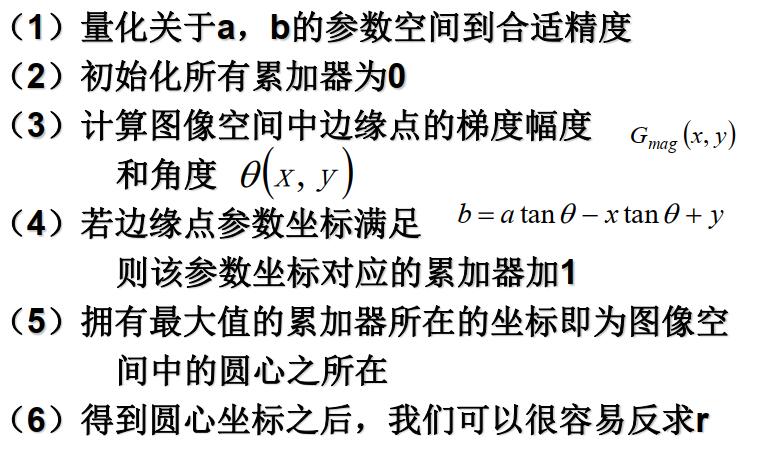 （1）量化关于a，b的参数空间到合适精度
（2）初始化所有累加器为0
（3）计算图像空间中边缘点的梯度幅度 G_mag(x, y)
和角度 θ(x, y)
（4）若边缘点参数坐标满足 b = a tan θ − x tan θ + y
则该参数坐标对应的累加器加1
（5）拥有最大值的累加器所在的坐标即为图像空
间中的圆心之所在
（6）得到圆心坐标之后，我们可以很容易反求r